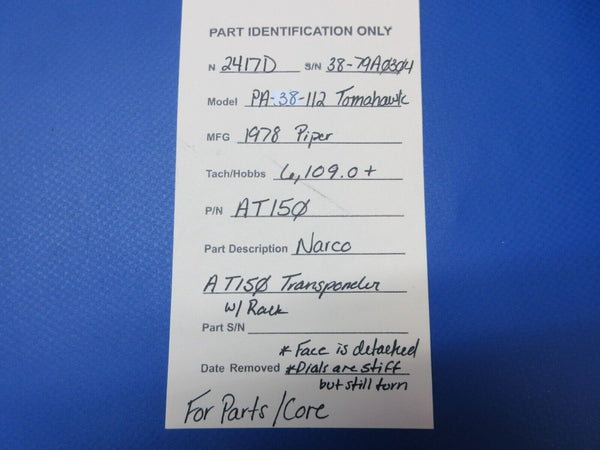 PART IDENTIFICATION ONLY
N 2417D S/N 38-79A0304
Model PA-38-112 Tomahawk
MFG 1978 Piper
Tach/Hobbs 6,109.0+
P/N AT150
Part Description Narco
AT150 Transponder
w/ Rack
Part S/N
* Face is detached
Date Removed *Dials are stiff
but still turn
For Parts/Core